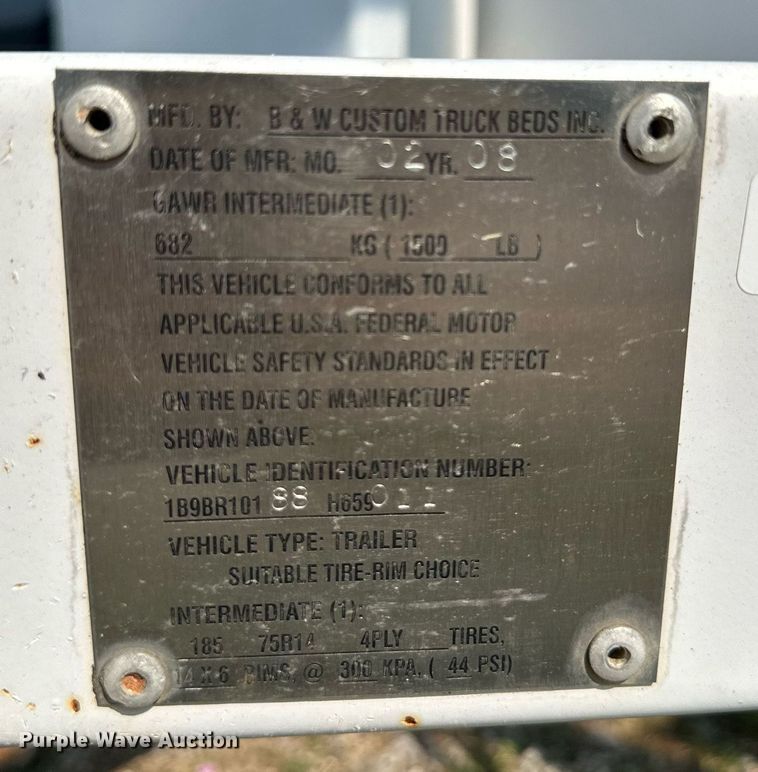 MFD. BY: B & W CUSTOM TRUCK BEDS INC.
DATE OF MFR: MO. 02 YR. 08
GAWR INTERMEDIATE (1):
682 KG ( 1500 LB )
THIS VEHICLE CONFORMS TO ALL
APPLICABLE U.S.A. FEDERAL MOTOR
VEHICLE SAFETY STANDARDS IN EFFECT
ON THE DATE OF MANUFACTURE
SHOWN ABOVE.
VEHICLE IDENTIFICATION NUMBER:
1B9BR101 88 H659011
VEHICLE TYPE: TRAILER
SUITABLE TIRE-RIM CHOICE
INTERMEDIATE (1):
185 75R14 4PLY TIRES,
14 X 6 RIMS, @ 300 KPA. ( 44 PSI)
Purple Wave Auction